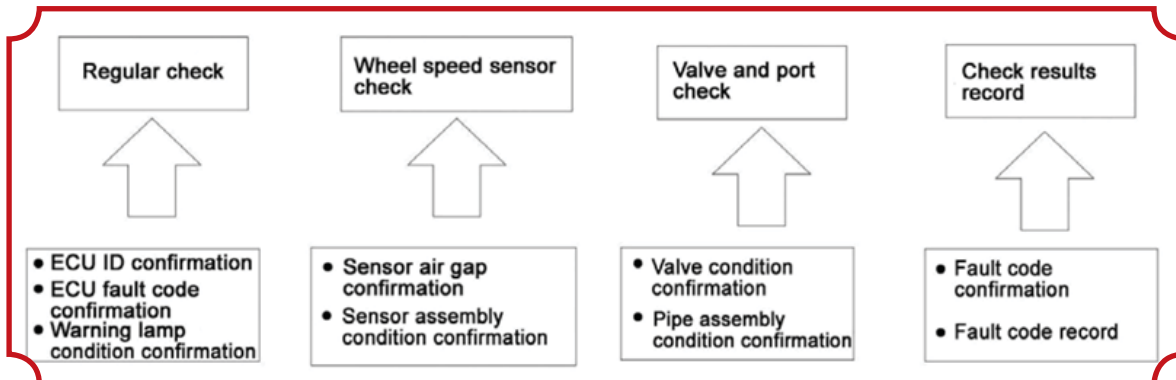 Regular check
Wheel speed sensor
check
Valve and port
check
Check results
record
● ECU ID confirmation
● ECU fault code
confirmation
● Warning lamp
condition confirmation
● Sensor air gap
confirmation
● Sensor assembly
condition confirmation
● Valve condition
confirmation
● Pipe assembly
condition confirmation
● Fault code
confirmation
● Fault code record